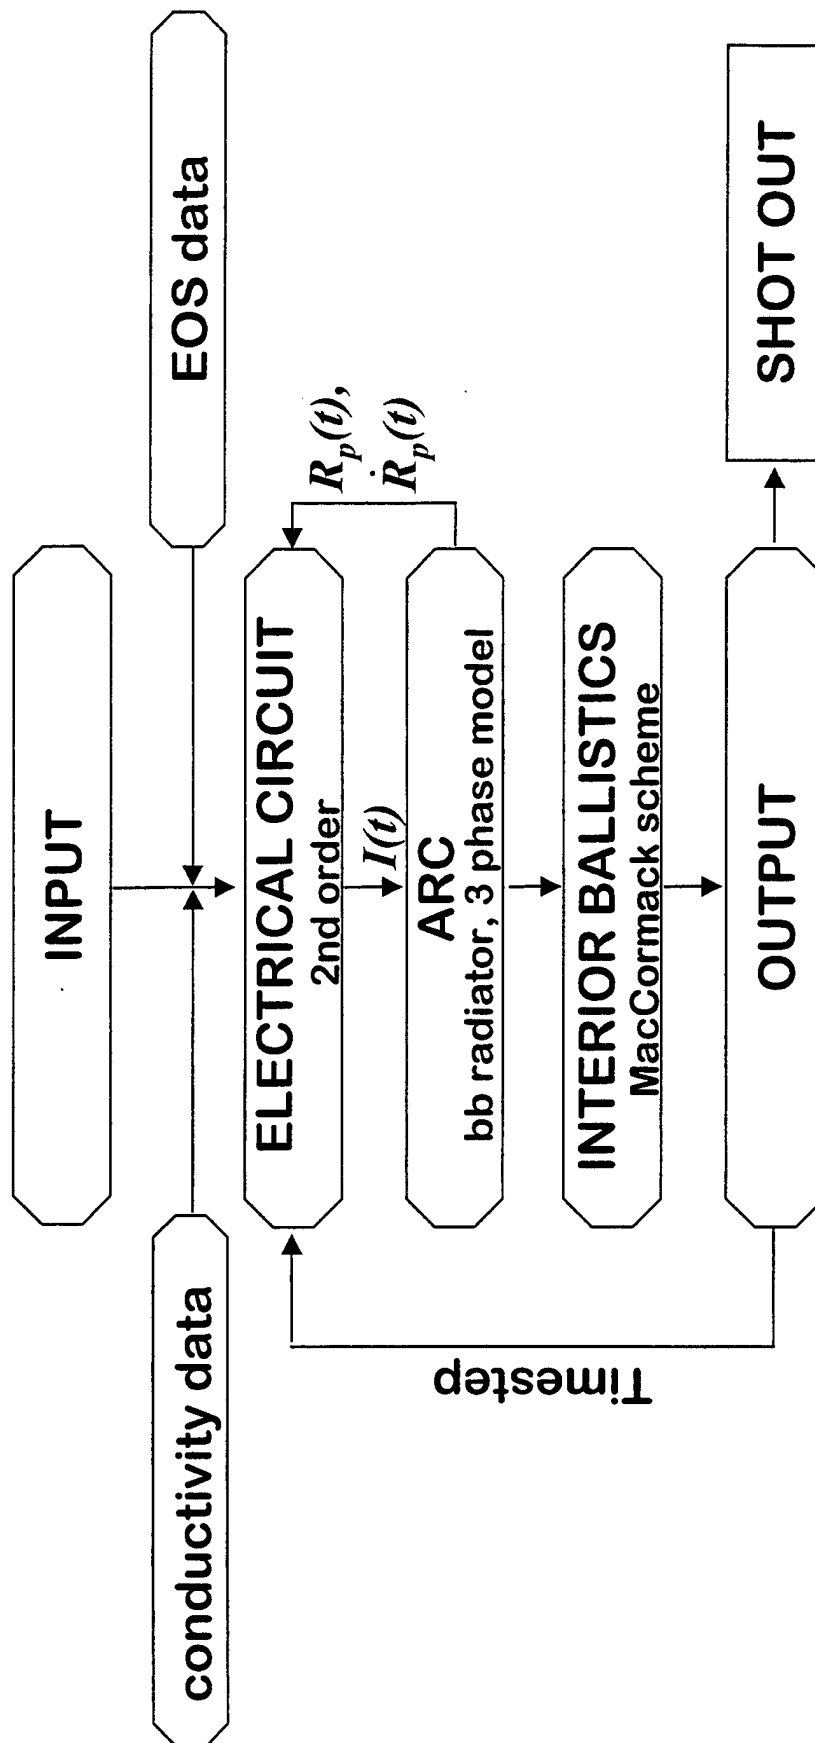 INPUT
conductivity data
EOS data
ELECTRICAL CIRCUIT
2nd order
I(t)
R_p(t),
Ṙ_p(t)
ARC
bb radiator, 3 phase model
INTERIOR BALLISTICS
MacCormack scheme
Timestep
OUTPUT
SHOT OUT